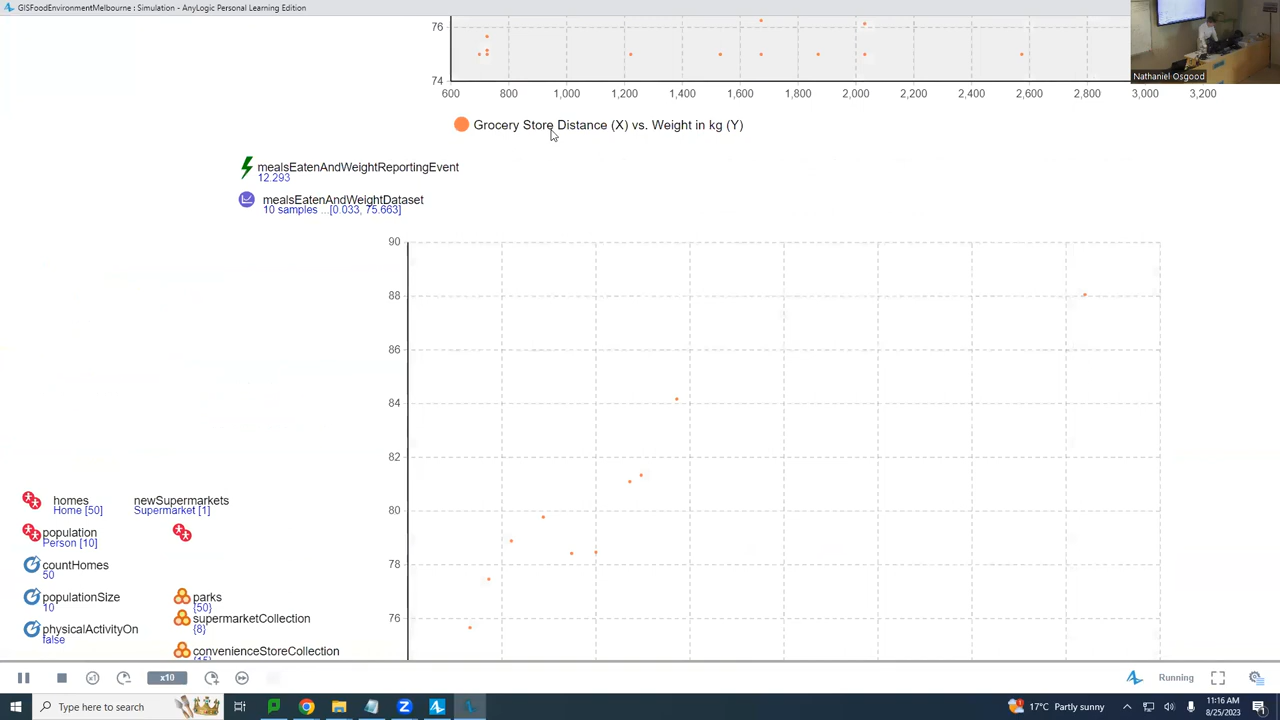 GISFoodEnvironmentMelbourne : Simulation - AnyLogic Personal Learning Edition
76
74
600 800 1,000 1,200 1,400 1,600 1,800 2,000 2,200 2,400 2,600 2,800 3,000 3,200
Nathaniel Osgood
Grocery Store Distance (X) vs. Weight in kg (Y)
mealsEatenAndWeightReportingEvent
12.293
mealsEatenAndWeightDataset
10 samples ...[0.033, 75.663]
90
88
86
84
82
80
78
76
homes
Home [50]
newSupermarkets
Supermarket [1]
population
Person [10]
countHomes
50
populationSize
10
parks
{50}
supermarketCollection
{8}
physicalActivityOn
false
convenienceStoreCollection
x1
x10
Running
Type here to search
17°C Partly sunny
11:16 AM
8/25/2023
1